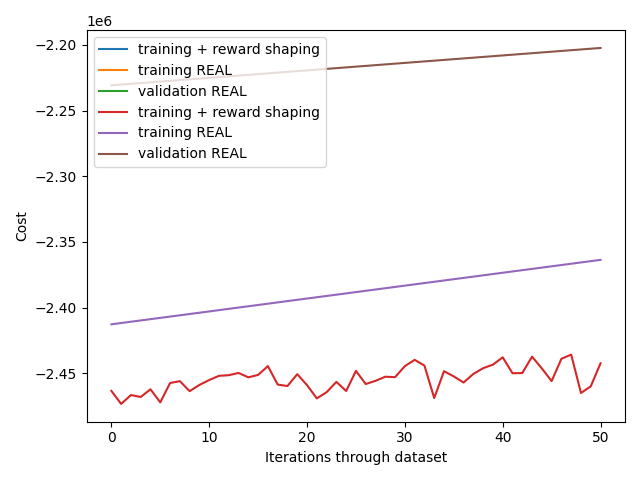 1e6
−2.20
−2.25
−2.30
−2.35
−2.40
−2.45
Cost
training + reward shaping
training REAL
validation REAL
training + reward shaping
training REAL
validation REAL
0 10 20 30 40 50
Iterations through dataset